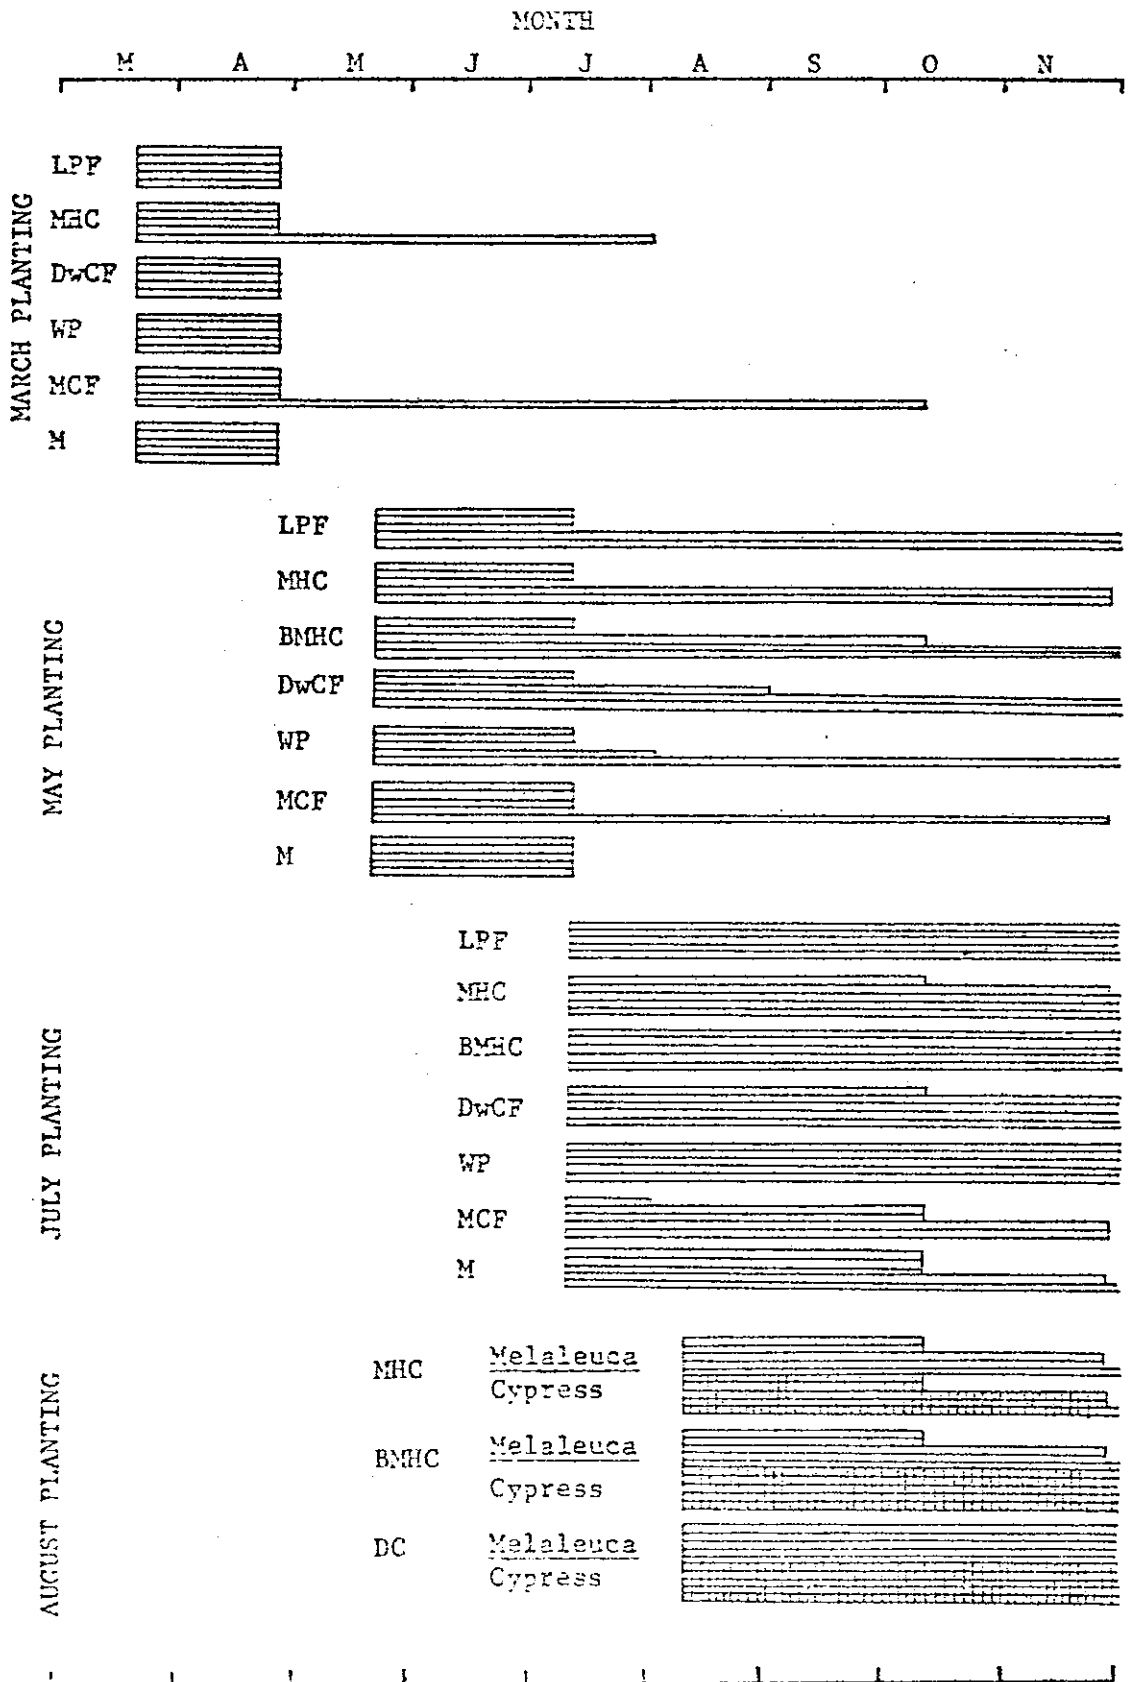 MONTH
M A M J J A S O N
MARCH PLANTING
LPF
MHC
DwCF
WP
MCF
M
MAY PLANTING
LPF
MHC
BMHC
DwCF
WP
MCF
M
JULY PLANTING
LPF
MHC
BMHC
DwCF
WP
MCF
M
AUGUST PLANTING
MHC Melaleuca
Cypress
BMHC Melaleuca
Cypress
DC Melaleuca
Cypress